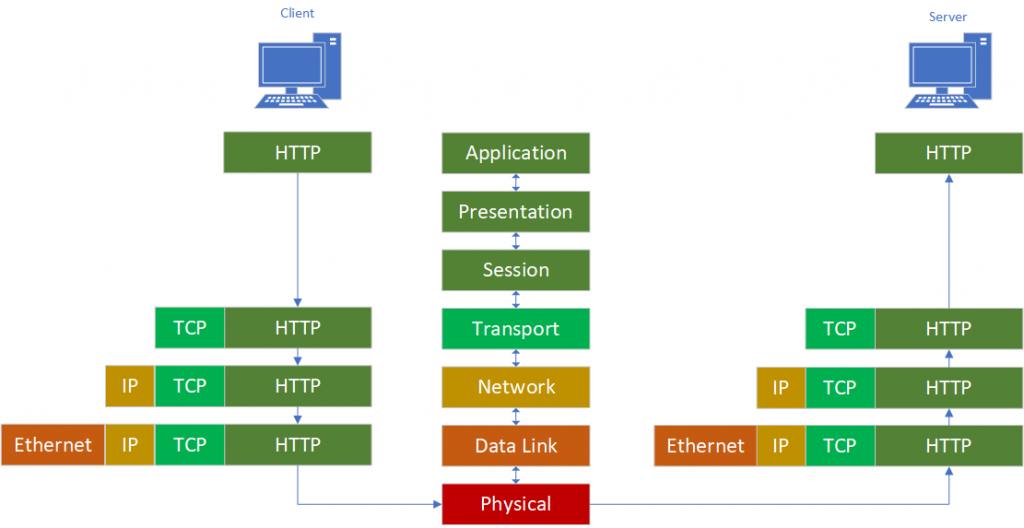 Client
Server
HTTP
Application
HTTP
Presentation
Session
TCP HTTP
Transport
TCP HTTP
IP TCP HTTP
Network
IP TCP HTTP
Ethernet IP TCP HTTP
Data Link
Ethernet IP TCP HTTP
Physical